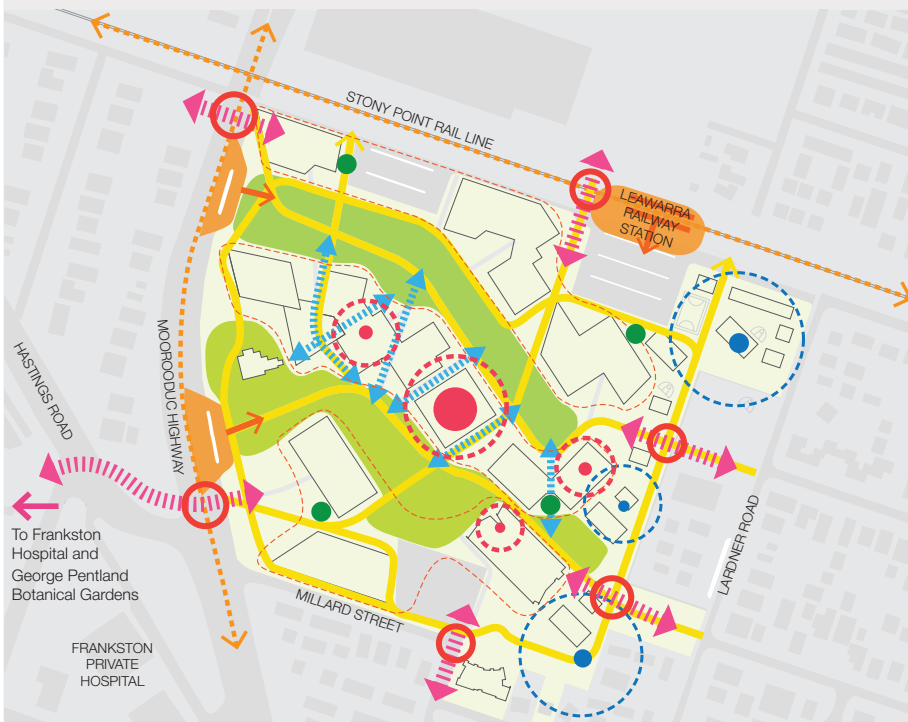 STONY POINT RAIL LINE
LEAWARRA
RAILWAY
STATION
MOOROODUC HIGHWAY
HASTINGS ROAD
To Frankston
Hospital and
George Pentland
Botanical Gardens
LARDNER ROAD
MILLARD STREET
FRANKSTON
PRIVATE
HOSPITAL